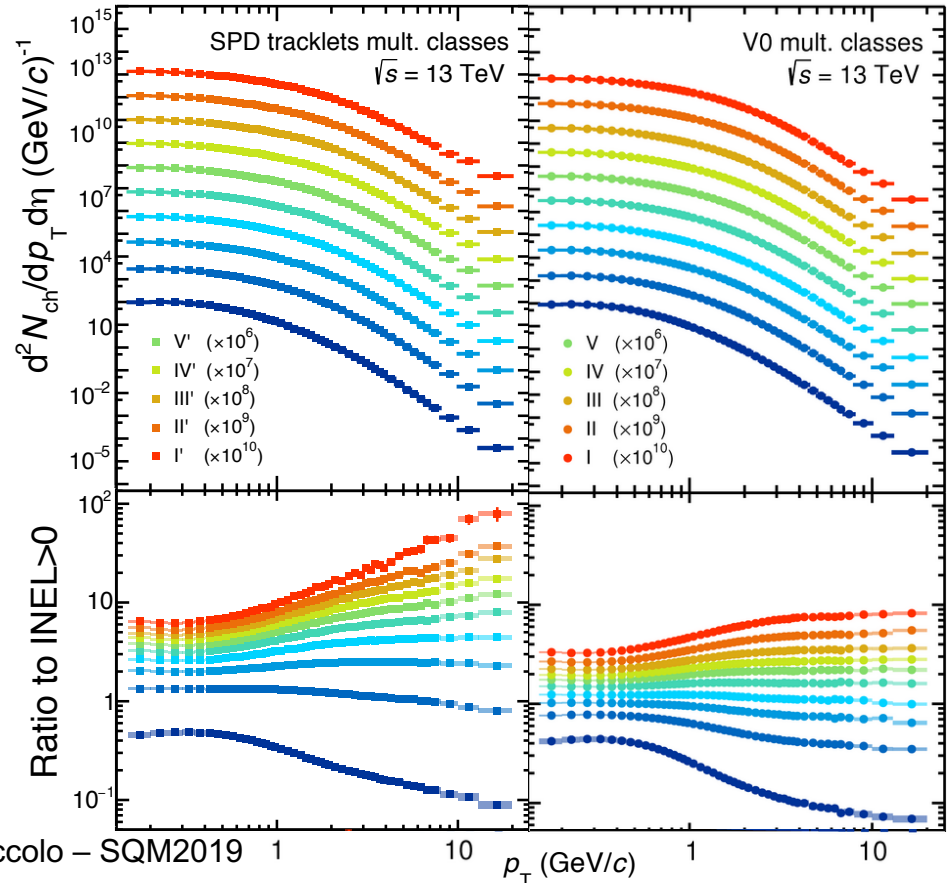 d²N_ch/dp_T dη (GeV/c)⁻¹
10¹⁵
10¹³
10¹⁰
10⁷
10⁴
10
10⁻²
10⁻⁵
SPD tracklets mult. classes
√s = 13 TeV
V' (×10⁶)
IV' (×10⁷)
III' (×10⁸)
II' (×10⁹)
I' (×10¹⁰)
V0 mult. classes
√s = 13 TeV
V (×10⁶)
IV (×10⁷)
III (×10⁸)
II (×10⁹)
I (×10¹⁰)
Ratio to INEL>0
10²
10
1
10⁻¹
1 10
1 10
p_T (GeV/c)
ccolo – SQM2019